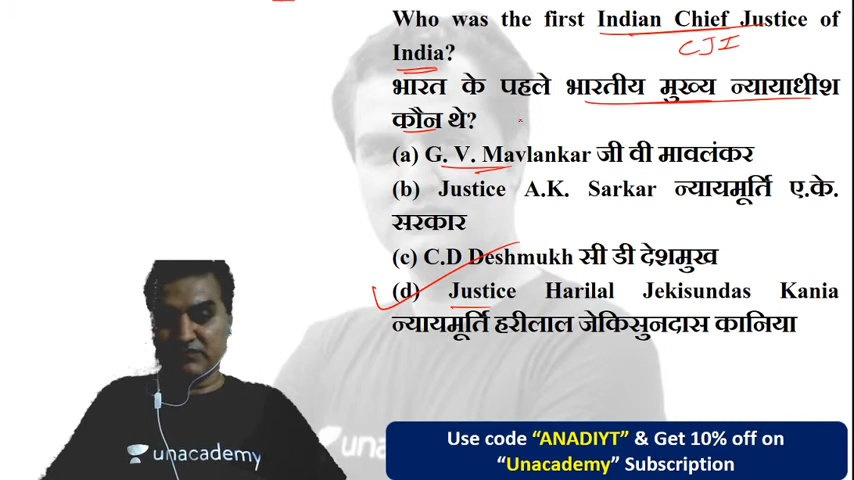 Who was the first Indian Chief Justice of
CJI
India?
भारत के पहले भारतीय मुख्य न्यायाधीश
कौन थे?
(a) G. V. Mavlankar जी वी मावलंकर
(b) Justice A.K. Sarkar न्यायमूर्ति ए.के.
सरकार
(c) C.D Deshmukh सी डी देशमुख
(d) Justice Harilal Jekisundas Kania
न्यायमूर्ति हरीलाल जेकिसुनदास कानिया
unacademy
una
Use code “ANADIYT” & Get 10% off on
“Unacademy” Subscription